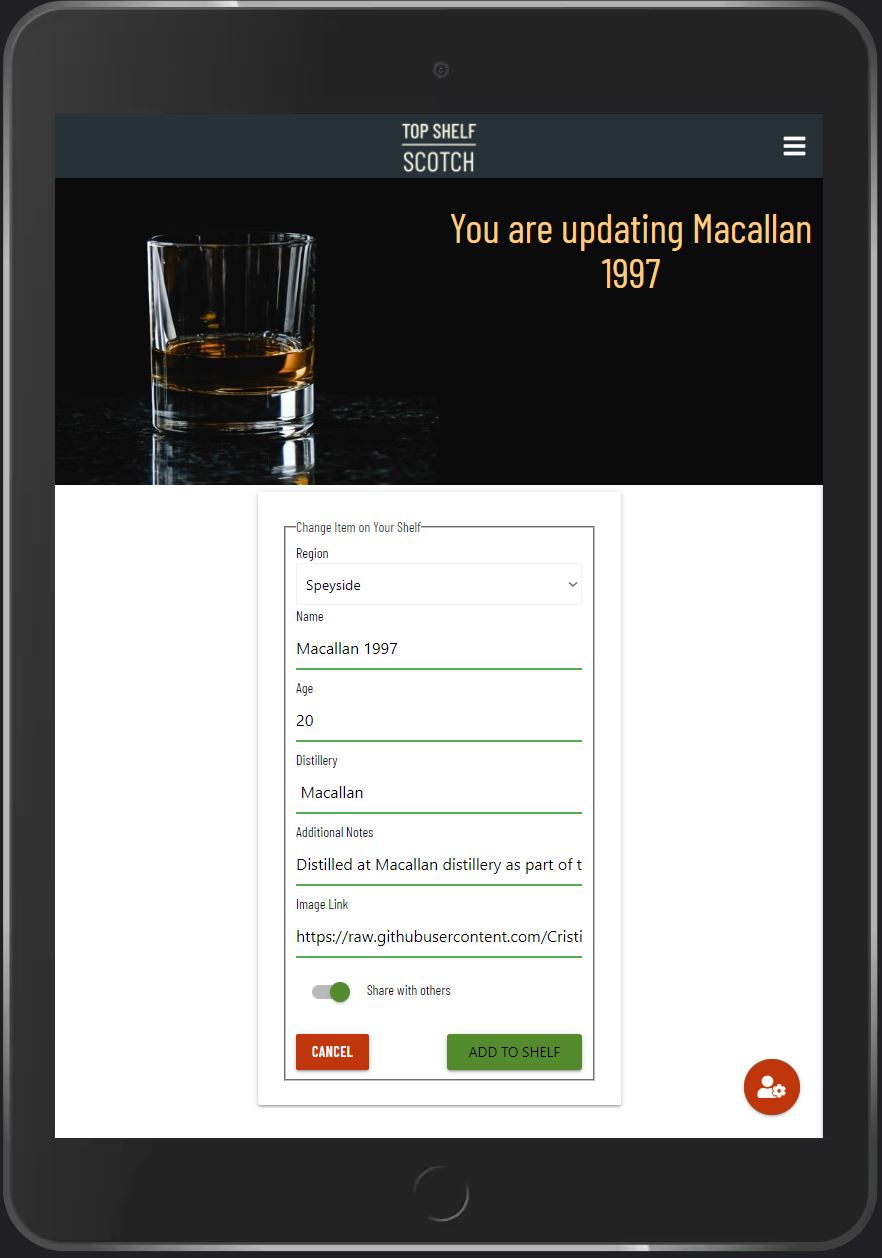 TOP SHELF
SCOTCH
You are updating Macallan
1997
Change Item on Your Shelf
Region
Speyside
Name
Macallan 1997
Age
20
Distillery
Macallan
Additional Notes
Distilled at Macallan distillery as part of t
Image Link
https://raw.githubusercontent.com/Cristi
Share with others
CANCEL
ADD TO SHELF